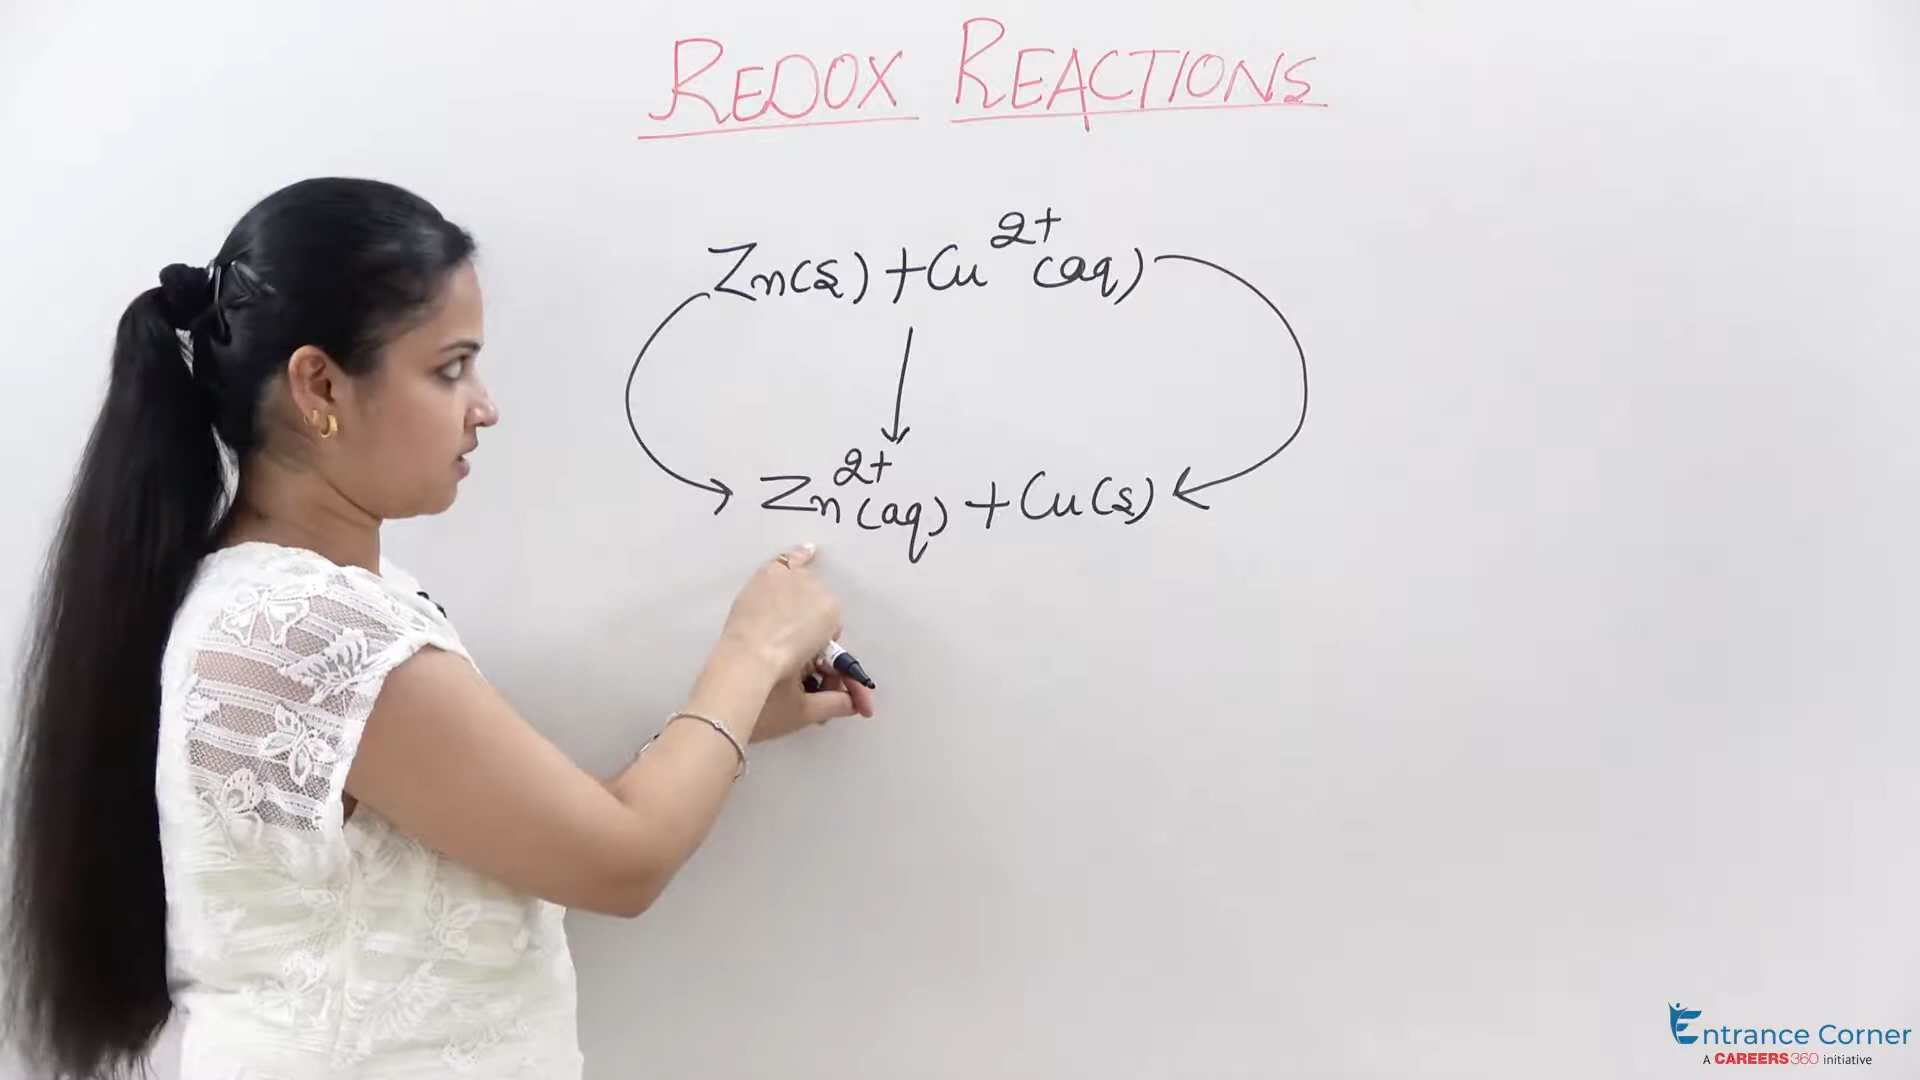 REDOX REACTIONS
Zn(s) + Cu²⁺(aq)
Zn²⁺(aq) + Cu(s)
Entrance Corner
A CAREERS360 initiative